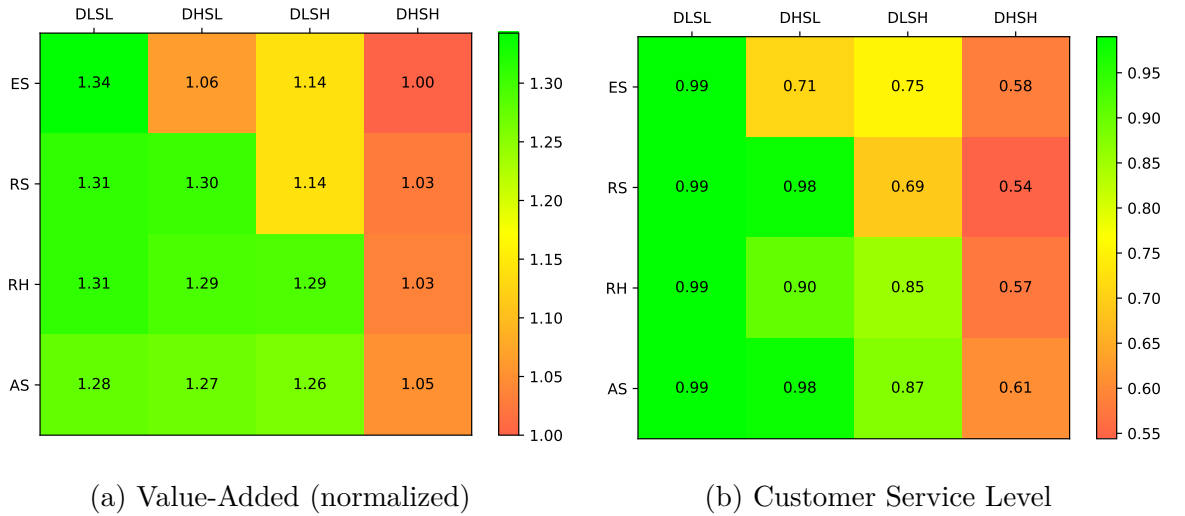 DLSL DHSL DLSH DHSH
ES 1.34 1.06 1.14 1.00
RS 1.31 1.30 1.14 1.03
RH 1.31 1.29 1.29 1.03
AS 1.28 1.27 1.26 1.05
1.30
1.25
1.20
1.15
1.10
1.05
1.00
(a) Value-Added (normalized)
DLSL DHSL DLSH DHSH
ES 0.99 0.71 0.75 0.58
RS 0.99 0.98 0.69 0.54
RH 0.99 0.90 0.85 0.57
AS 0.99 0.98 0.87 0.61
0.95
0.90
0.85
0.80
0.75
0.70
0.65
0.60
0.55
(b) Customer Service Level